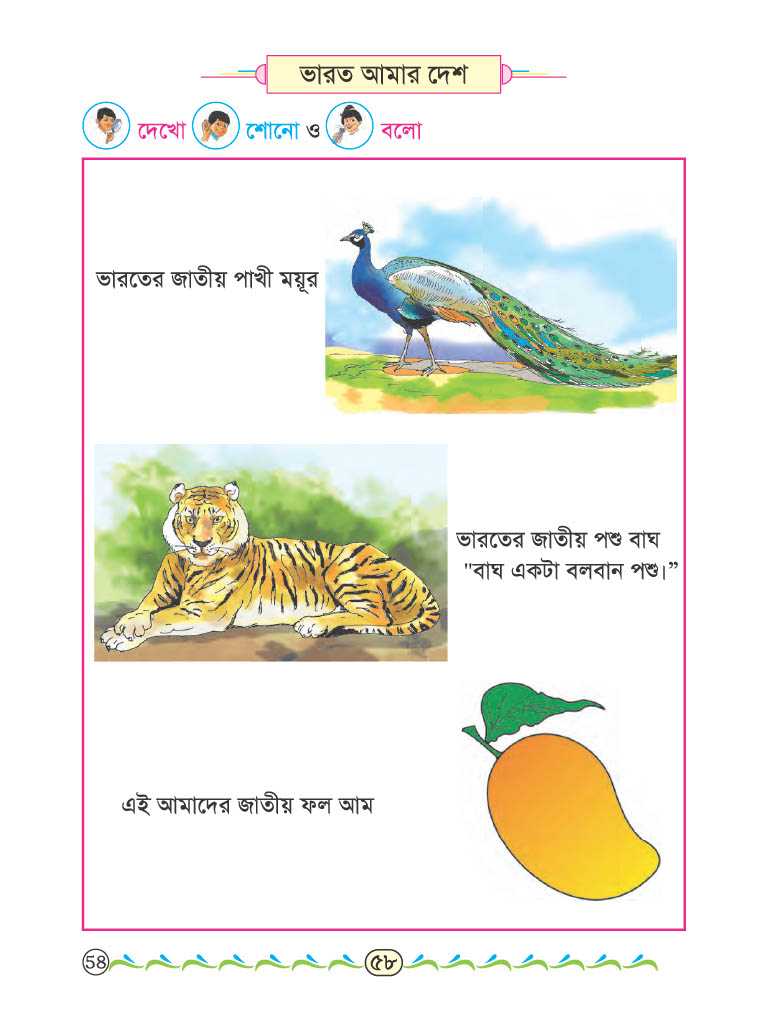 ভারত আমার দেশ
দেখো শোনো ও বলো
ভারতের জাতীয় পাখী ময়ূর
ভারতের জাতীয় পশু বাঘ
"বাঘ একটা বলবান পশু।”
এই আমাদের জাতীয় ফল আম
58 ৫৮